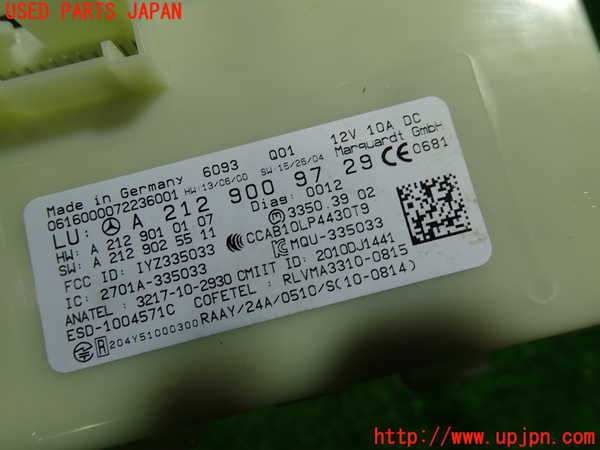 USED PARTS JAPAN
Made in Germany 6093 Q01 12V 10A DC
0616000072236001 HW:13/06/00 SW:15/26/04 Marquardt GmbH
LU: A 212 900 97 29 CE 0681
HW: A 212 901 01 07 Diag: 0012
SW: A 212 902 55 11 M 3350.39 02
FCC ID: IYZ335033 CCAB10LP4430T9
IC: 2701A-335033 MQU-335033
ANATEL: 3217-10-2930 CMIIT ID: 2010DJ1441
ESD-1004571C COFETEL: RLVMA3310-0815
R 204Y51000300 RAAY/24A/0510/S(10-0814)
http://www.upjpn.com/